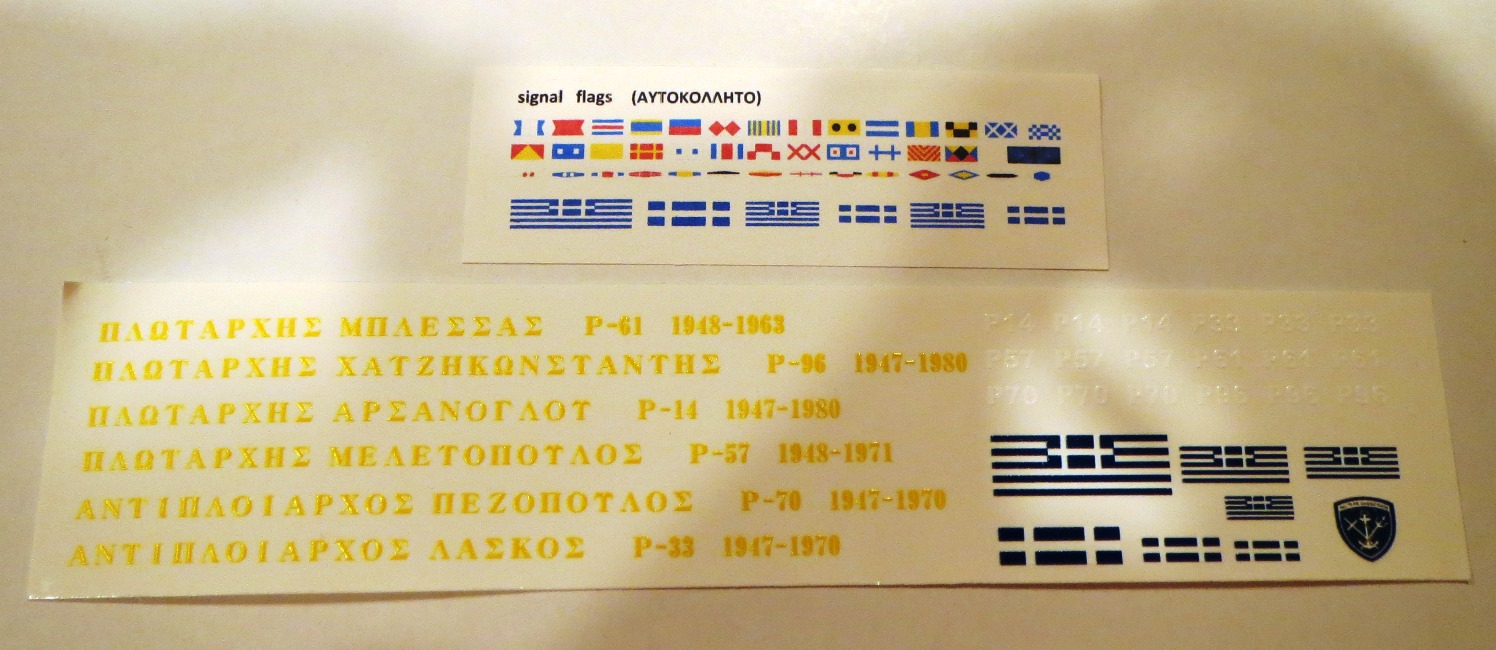 signal flags (ΑΥΤΟΚΟΛΛΗΤΟ)
ΠΛΩΤΑΡΧΗΣ ΜΠΛΕΣΣΑΣ P-61 1948-1963
ΠΛΩΤΑΡΧΗΣ ΧΑΤΖΗΚΩΝΣΤΑΝΤΗΣ P-96 1947-1980
ΠΛΩΤΑΡΧΗΣ ΑΡΣΑΝΟΓΛΟΥ P-14 1947-1980
ΠΛΩΤΑΡΧΗΣ ΜΕΛΕΤΟΠΟΥΛΟΣ P-57 1948-1971
ΑΝΤΙΠΛΟΙΑΡΧΟΣ ΠΕΖΟΠΟΥΛΟΣ P-70 1947-1970
ΑΝΤΙΠΛΟΙΑΡΧΟΣ ΛΑΣΚΟΣ P-33 1947-1970
P14 P14 P14 P33 P33 P33
P57 P57 P57 P61 P61 P61
P70 P70 P70 P96 P96 P96